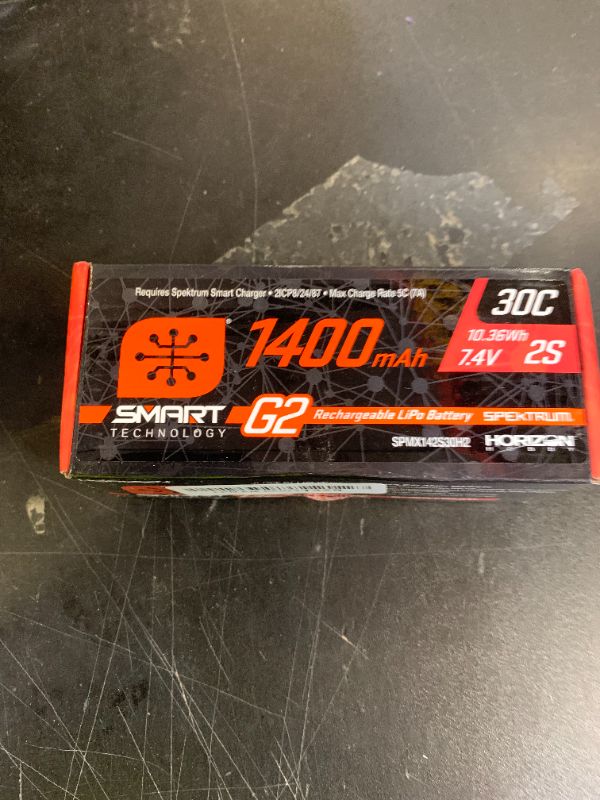 Requires Spektrum Smart Charger • 2ICP8/24/87 • Max Charge Rate 5C (7A)
1400mAh
30C
10.36Wh
7.4V 2S
SMART
TECHNOLOGY
G2 Rechargeable LiPo Battery SPEKTRUM
SPMX142S30H2 HORIZON
HOBBY